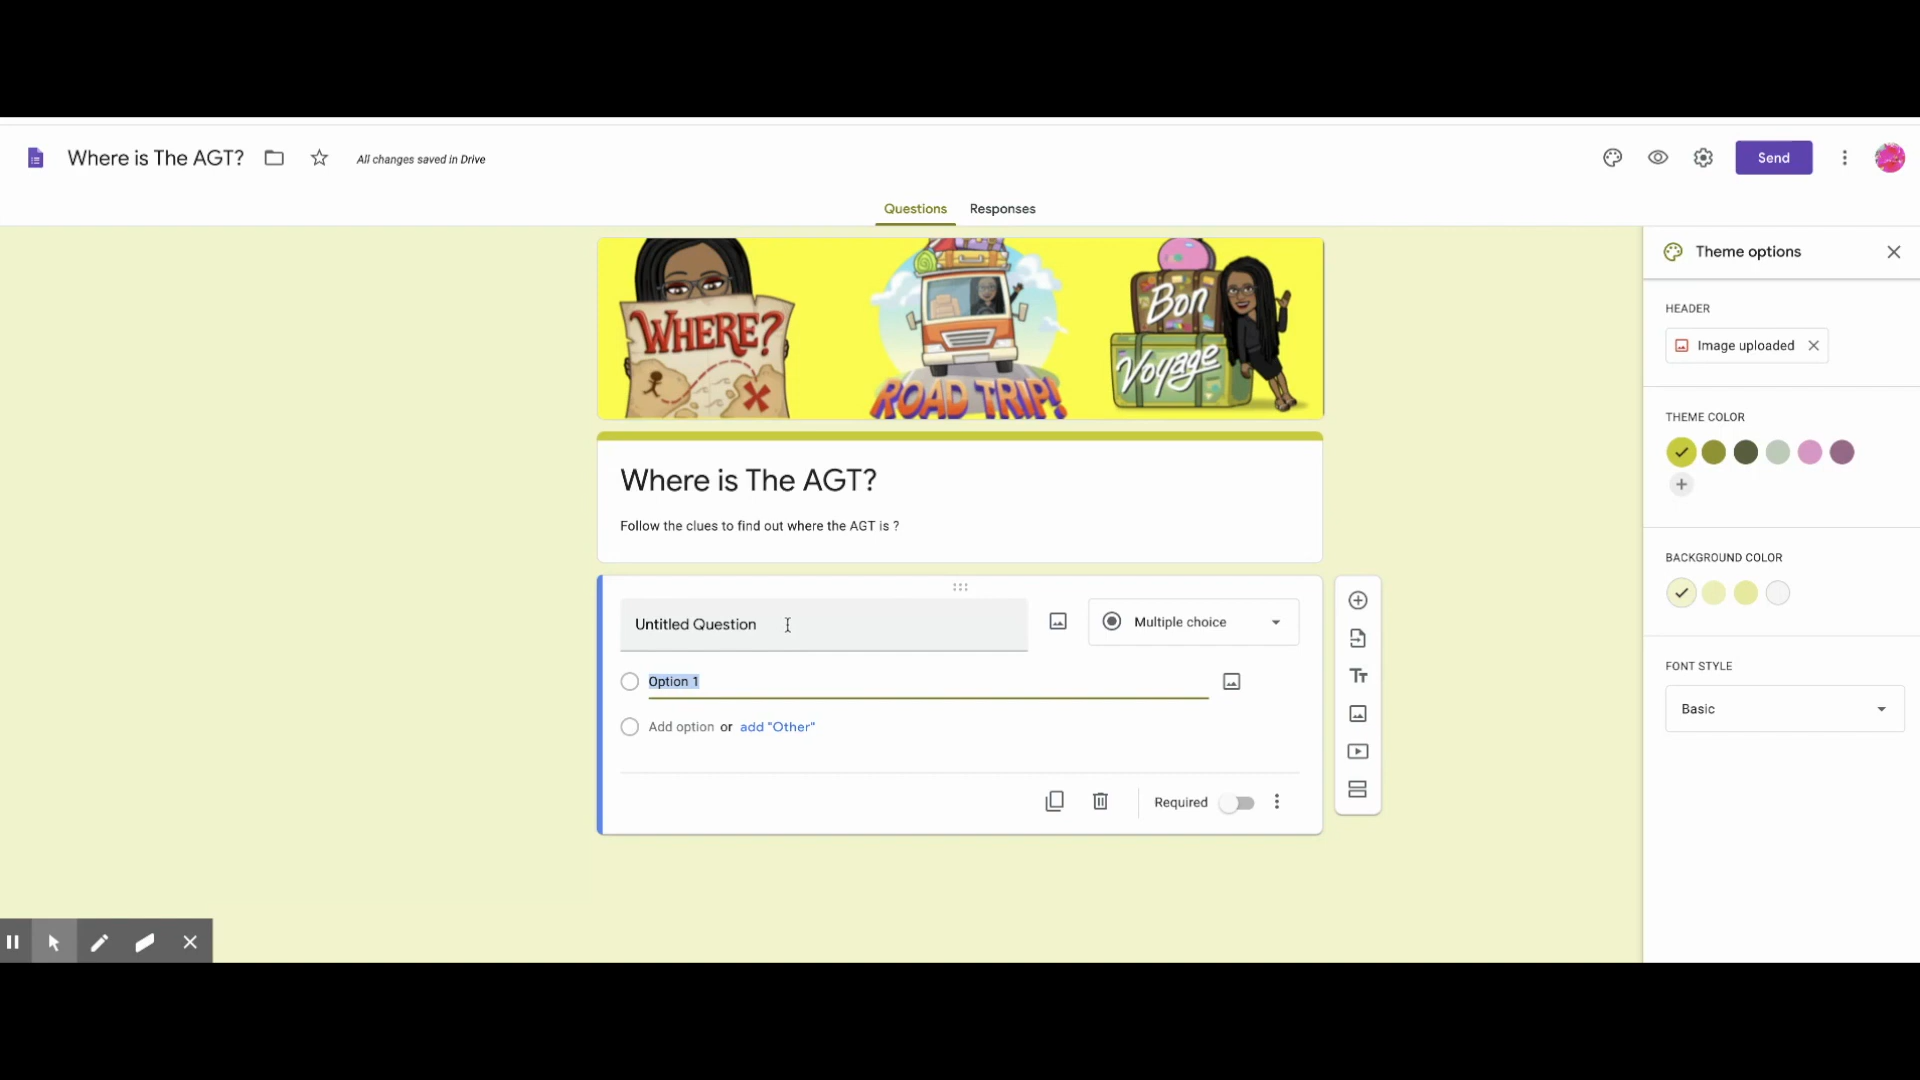 Where is The AGT?
All changes saved in Drive
Send
Questions
Responses
WHERE?
ROAD TRIP!
Bon
Voyage
Where is The AGT?
Follow the clues to find out where the AGT is ?
Untitled Question
Multiple choice
Option 1
Add option or add "Other"
Required
Tt
Theme options
HEADER
Image uploaded
THEME COLOR
BACKGROUND COLOR
FONT STYLE
Basic